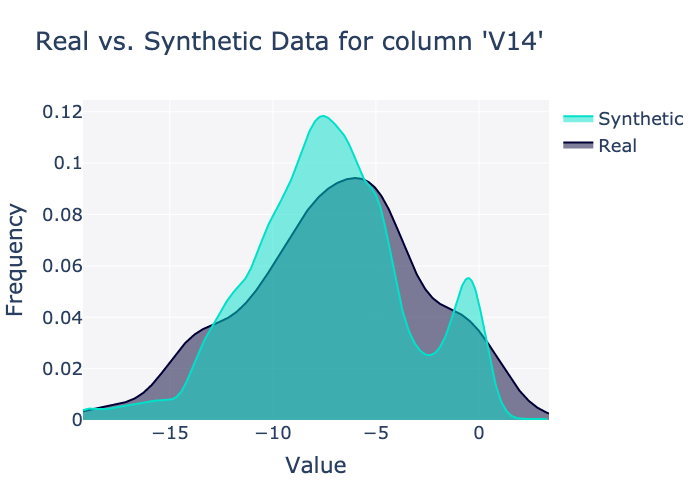 Real vs. Synthetic Data for column 'V14'
Synthetic
Real
Frequency
0.12
0.1
0.08
0.06
0.04
0.02
0
−15
−10
−5
0
Value